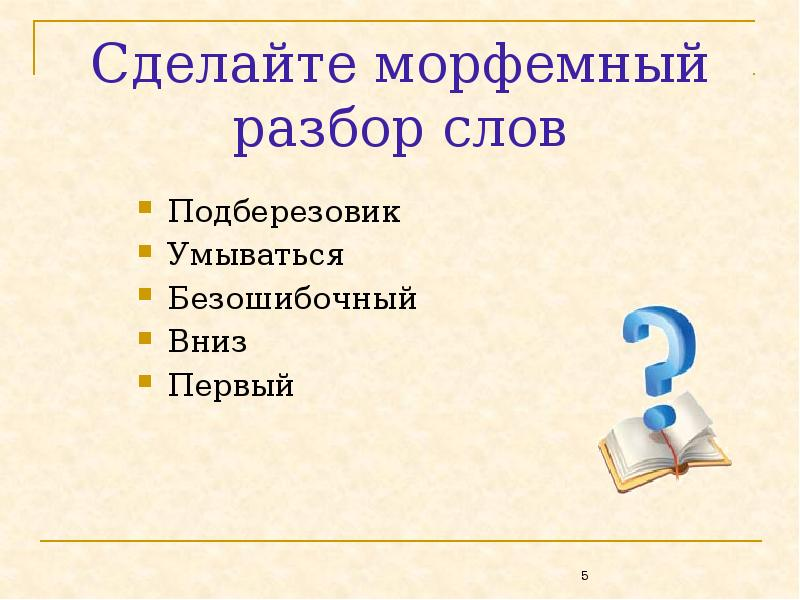 Сделайте морфемный
разбор слов
Подберезовик
Умываться
Безошибочный
Вниз
Первый
5